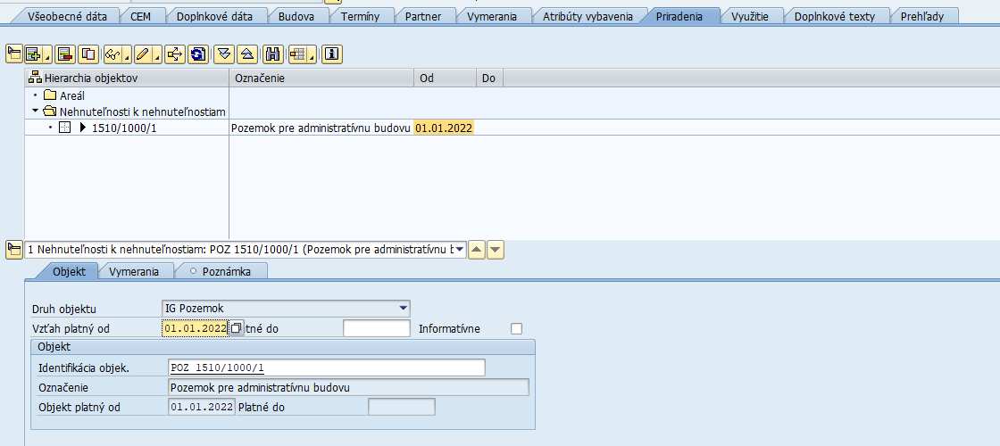 Všeobecné dáta CEM Doplnkové dáta Budova Termíny Partner Vymerania Atribúty vybavenia Priradenia Využitie Doplnkové texty Prehľady
Hierarchia objektov Označenie Od Do
Areál
Nehnuteľnosti k nehnuteľnostiam
1510/1000/1 Pozemok pre administratívnu budovu 01.01.2022
1 Nehnuteľnosti k nehnuteľnostiam: POZ 1510/1000/1 (Pozemok pre administratívnu b
Objekt Vymerania Poznámka
Druh objektu IG Pozemok
Vzťah platný od 01.01.2022 tné do Informatívne
Objekt
Identifikácia objek. POZ 1510/1000/1
Označenie Pozemok pre administratívnu budovu
Objekt platný od 01.01.2022 Platné do